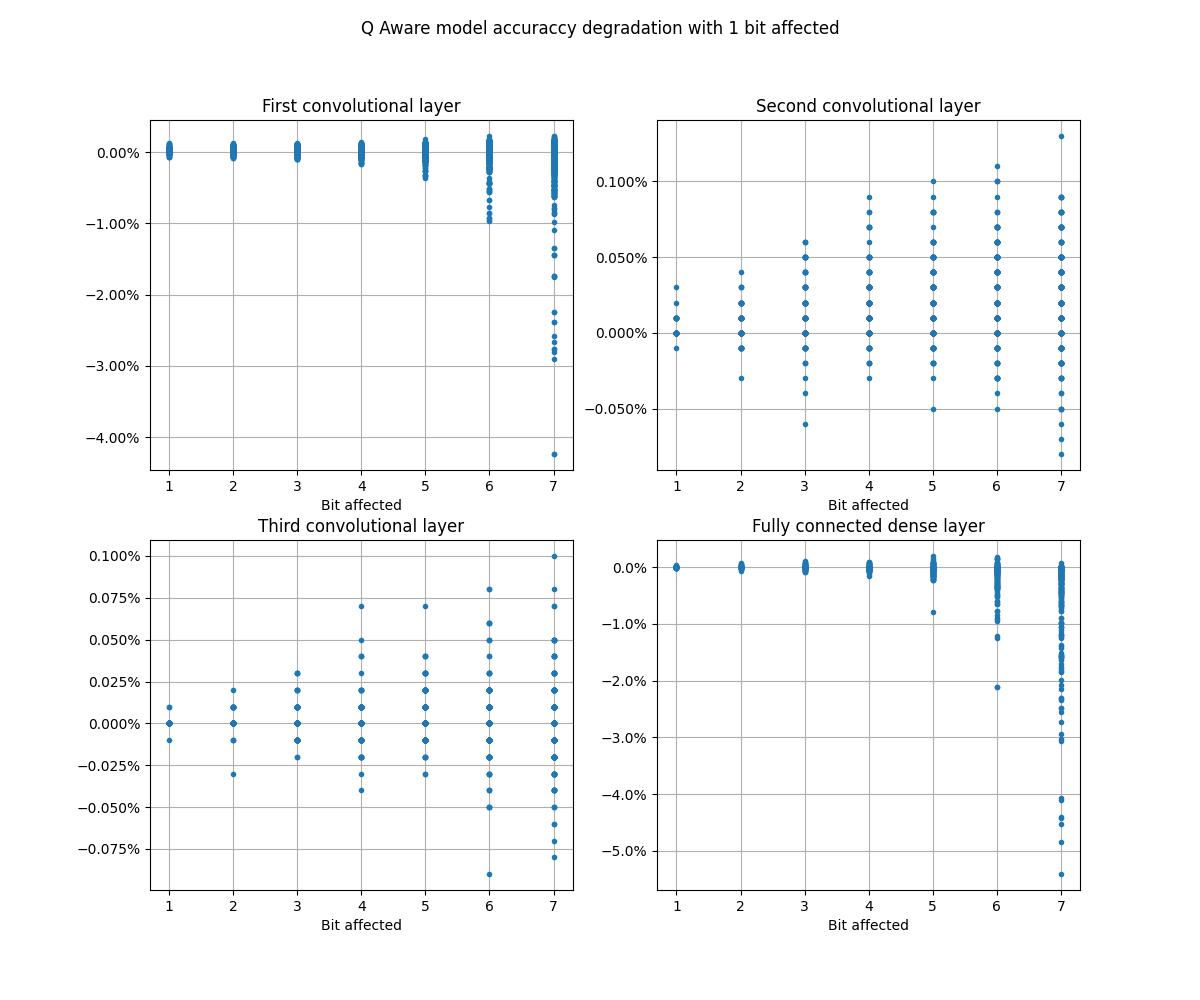 Q Aware model accuraccy degradation with 1 bit affected
First convolutional layer
0.00%
−1.00%
−2.00%
−3.00%
−4.00%
1 2 3 4 5 6 7
Bit affected
Second convolutional layer
0.100%
0.050%
0.000%
−0.050%
1 2 3 4 5 6 7
Bit affected
Third convolutional layer
0.100%
0.075%
0.050%
0.025%
0.000%
−0.025%
−0.050%
−0.075%
1 2 3 4 5 6 7
Bit affected
Fully connected dense layer
0.0%
−1.0%
−2.0%
−3.0%
−4.0%
−5.0%
1 2 3 4 5 6 7
Bit affected